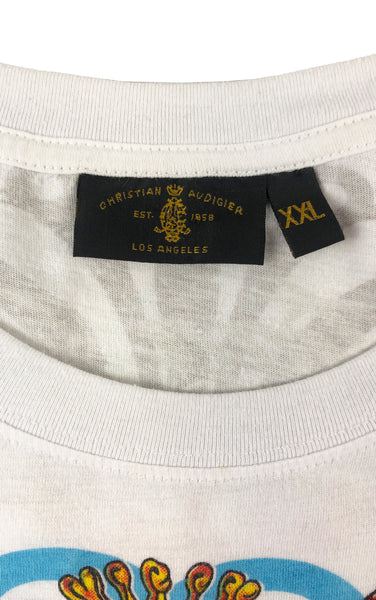 CHRISTIAN AUDIGIER
EST. 1958
LOS ANGELES
XXL